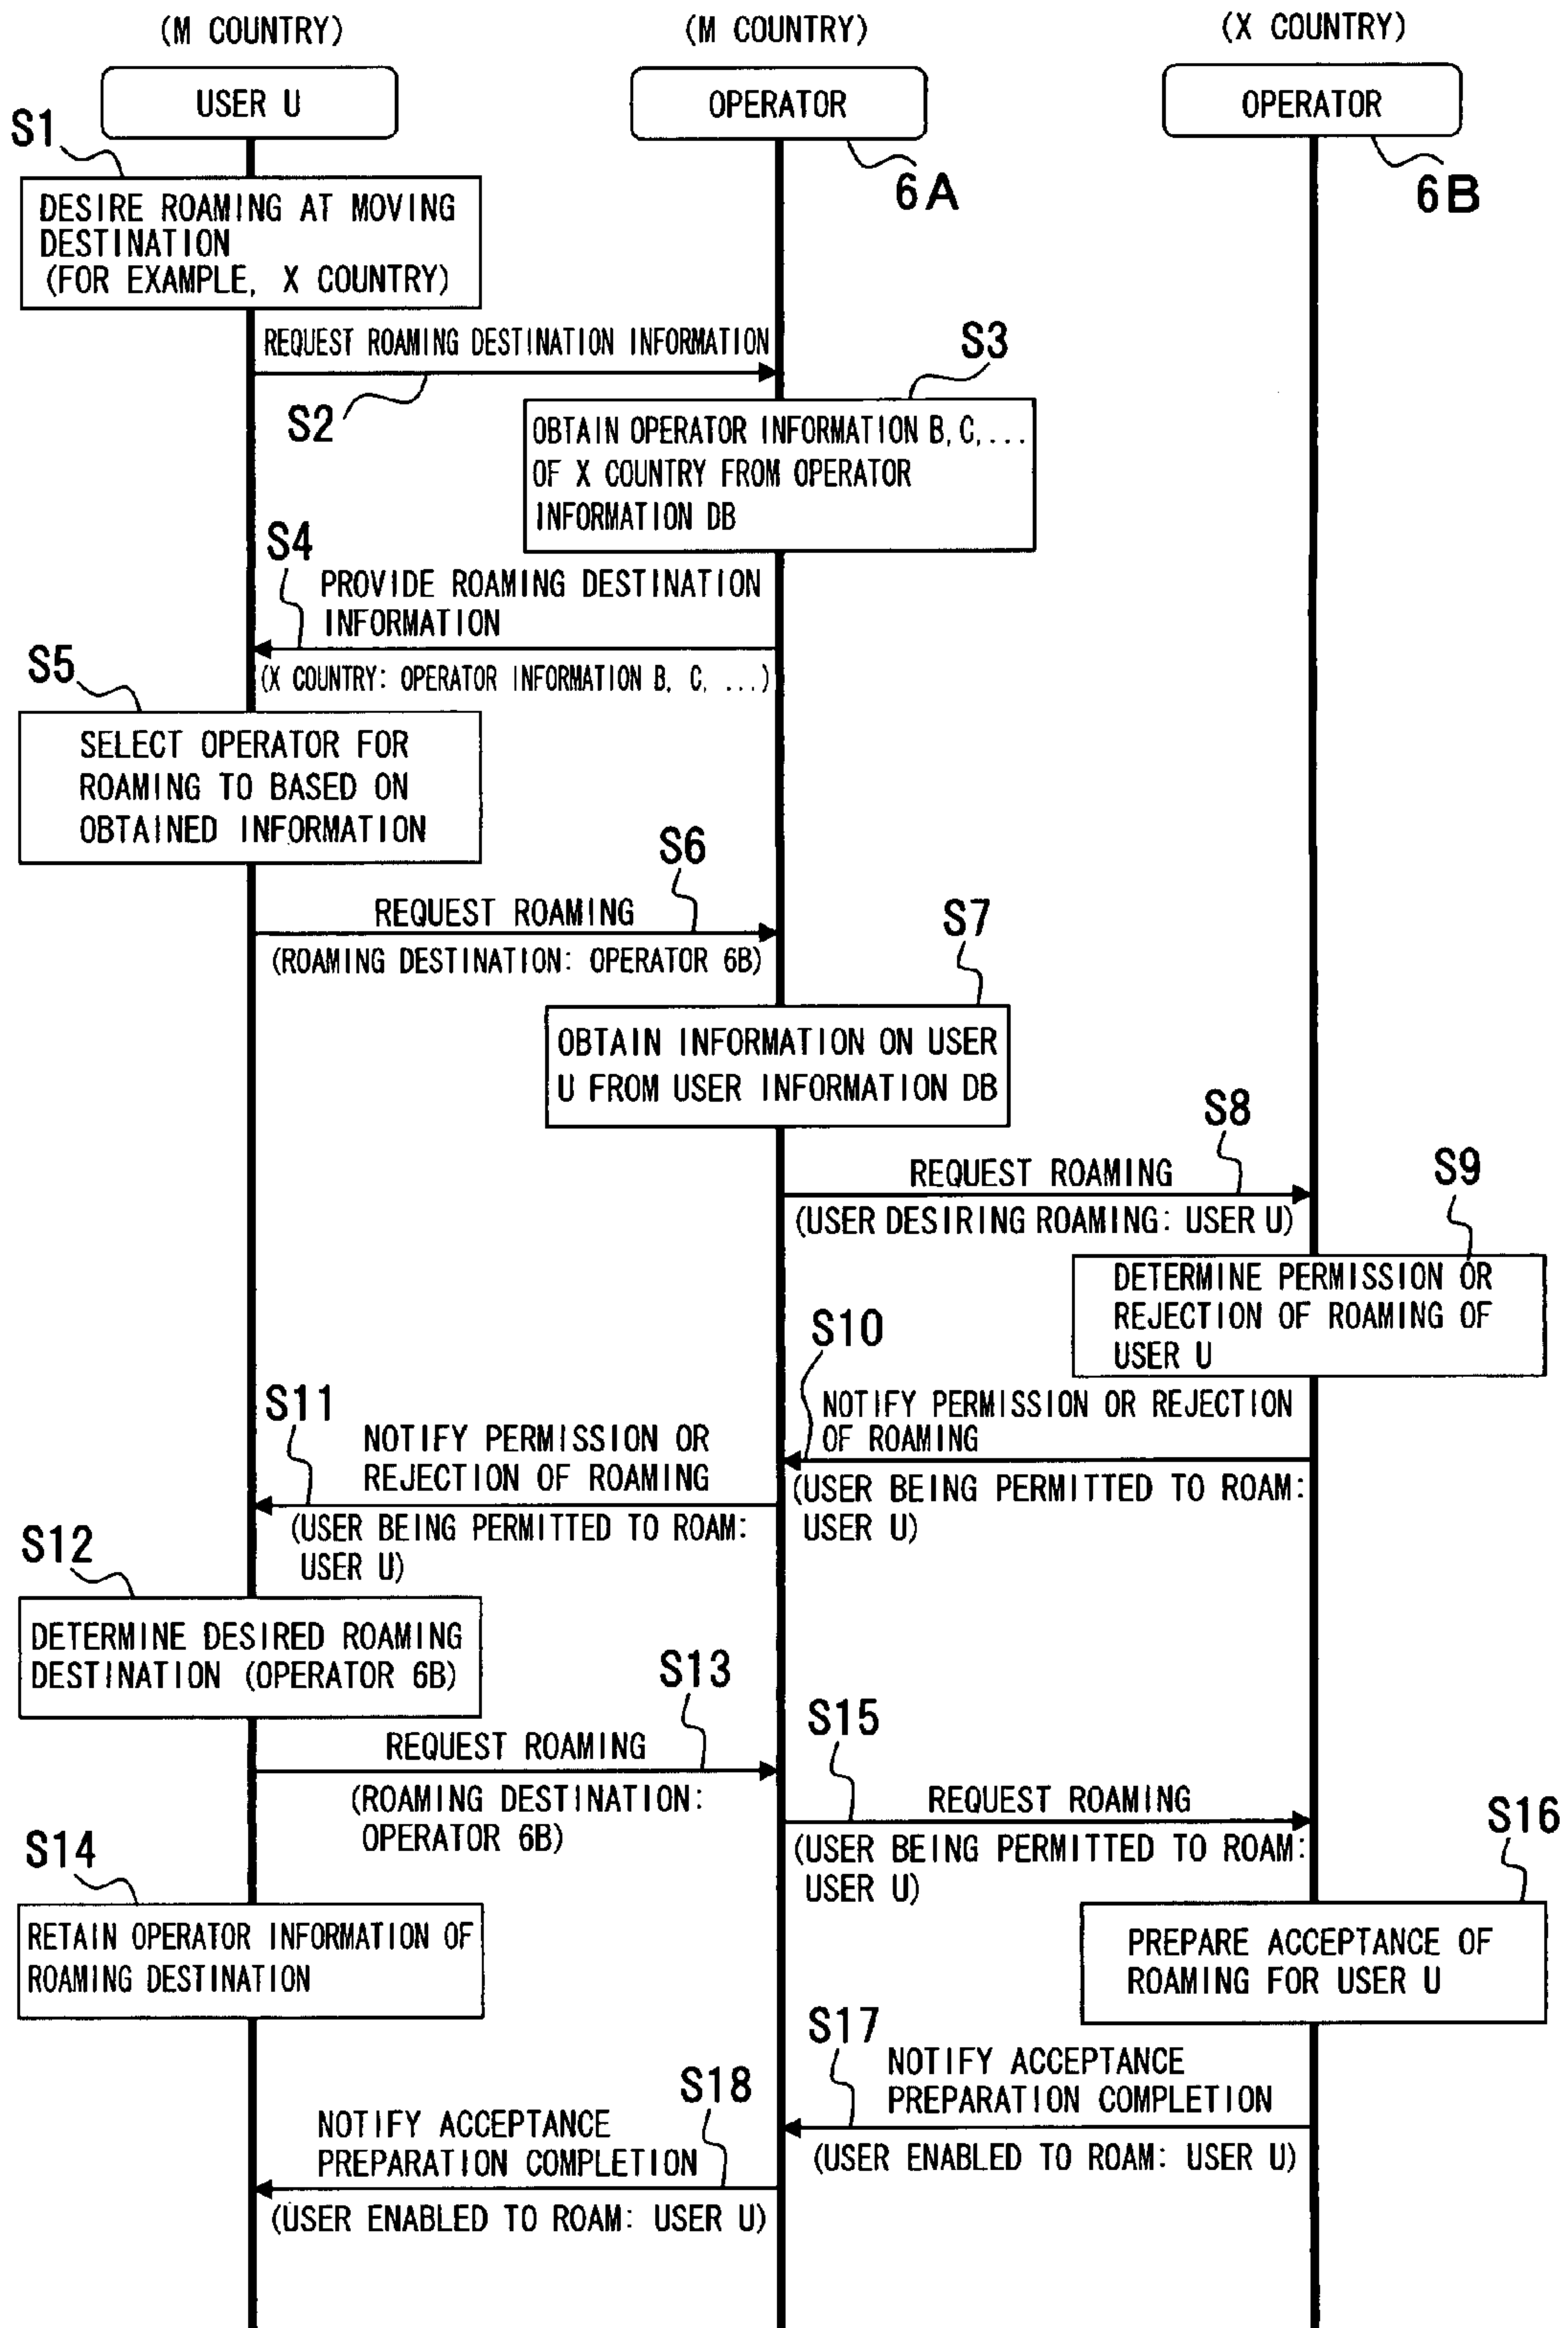 (M COUNTRY)
(M COUNTRY)
(X COUNTRY)
USER U
OPERATOR
OPERATOR
S1
6A
6B
DESIRE ROAMING AT MOVING
DESTINATION
(FOR EXAMPLE, X COUNTRY)
REQUEST ROAMING DESTINATION INFORMATION
S2
S3
OBTAIN OPERATOR INFORMATION B, C, ...
OF X COUNTRY FROM OPERATOR
INFORMATION DB
S4
PROVIDE ROAMING DESTINATION
INFORMATION
(X COUNTRY: OPERATOR INFORMATION B, C, ...)
S5
SELECT OPERATOR FOR
ROAMING TO BASED ON
OBTAINED INFORMATION
S6
REQUEST ROAMING
(ROAMING DESTINATION: OPERATOR 6B)
S7
OBTAIN INFORMATION ON USER
U FROM USER INFORMATION DB
S8
REQUEST ROAMING
(USER DESIRING ROAMING: USER U)
S9
DETERMINE PERMISSION OR
REJECTION OF ROAMING OF
USER U
S10
NOTIFY PERMISSION OR REJECTION
OF ROAMING
(USER BEING PERMITTED TO ROAM:
USER U)
S11
NOTIFY PERMISSION OR
REJECTION OF ROAMING
(USER BEING PERMITTED TO ROAM:
USER U)
S12
DETERMINE DESIRED ROAMING
DESTINATION (OPERATOR 6B)
S13
REQUEST ROAMING
(ROAMING DESTINATION:
OPERATOR 6B)
S14
RETAIN OPERATOR INFORMATION OF
ROAMING DESTINATION
S15
REQUEST ROAMING
(USER BEING PERMITTED TO ROAM:
USER U)
S16
PREPARE ACCEPTANCE OF
ROAMING FOR USER U
S17
NOTIFY ACCEPTANCE
PREPARATION COMPLETION
(USER ENABLED TO ROAM: USER U)
S18
NOTIFY ACCEPTANCE
PREPARATION COMPLETION
(USER ENABLED TO ROAM: USER U)